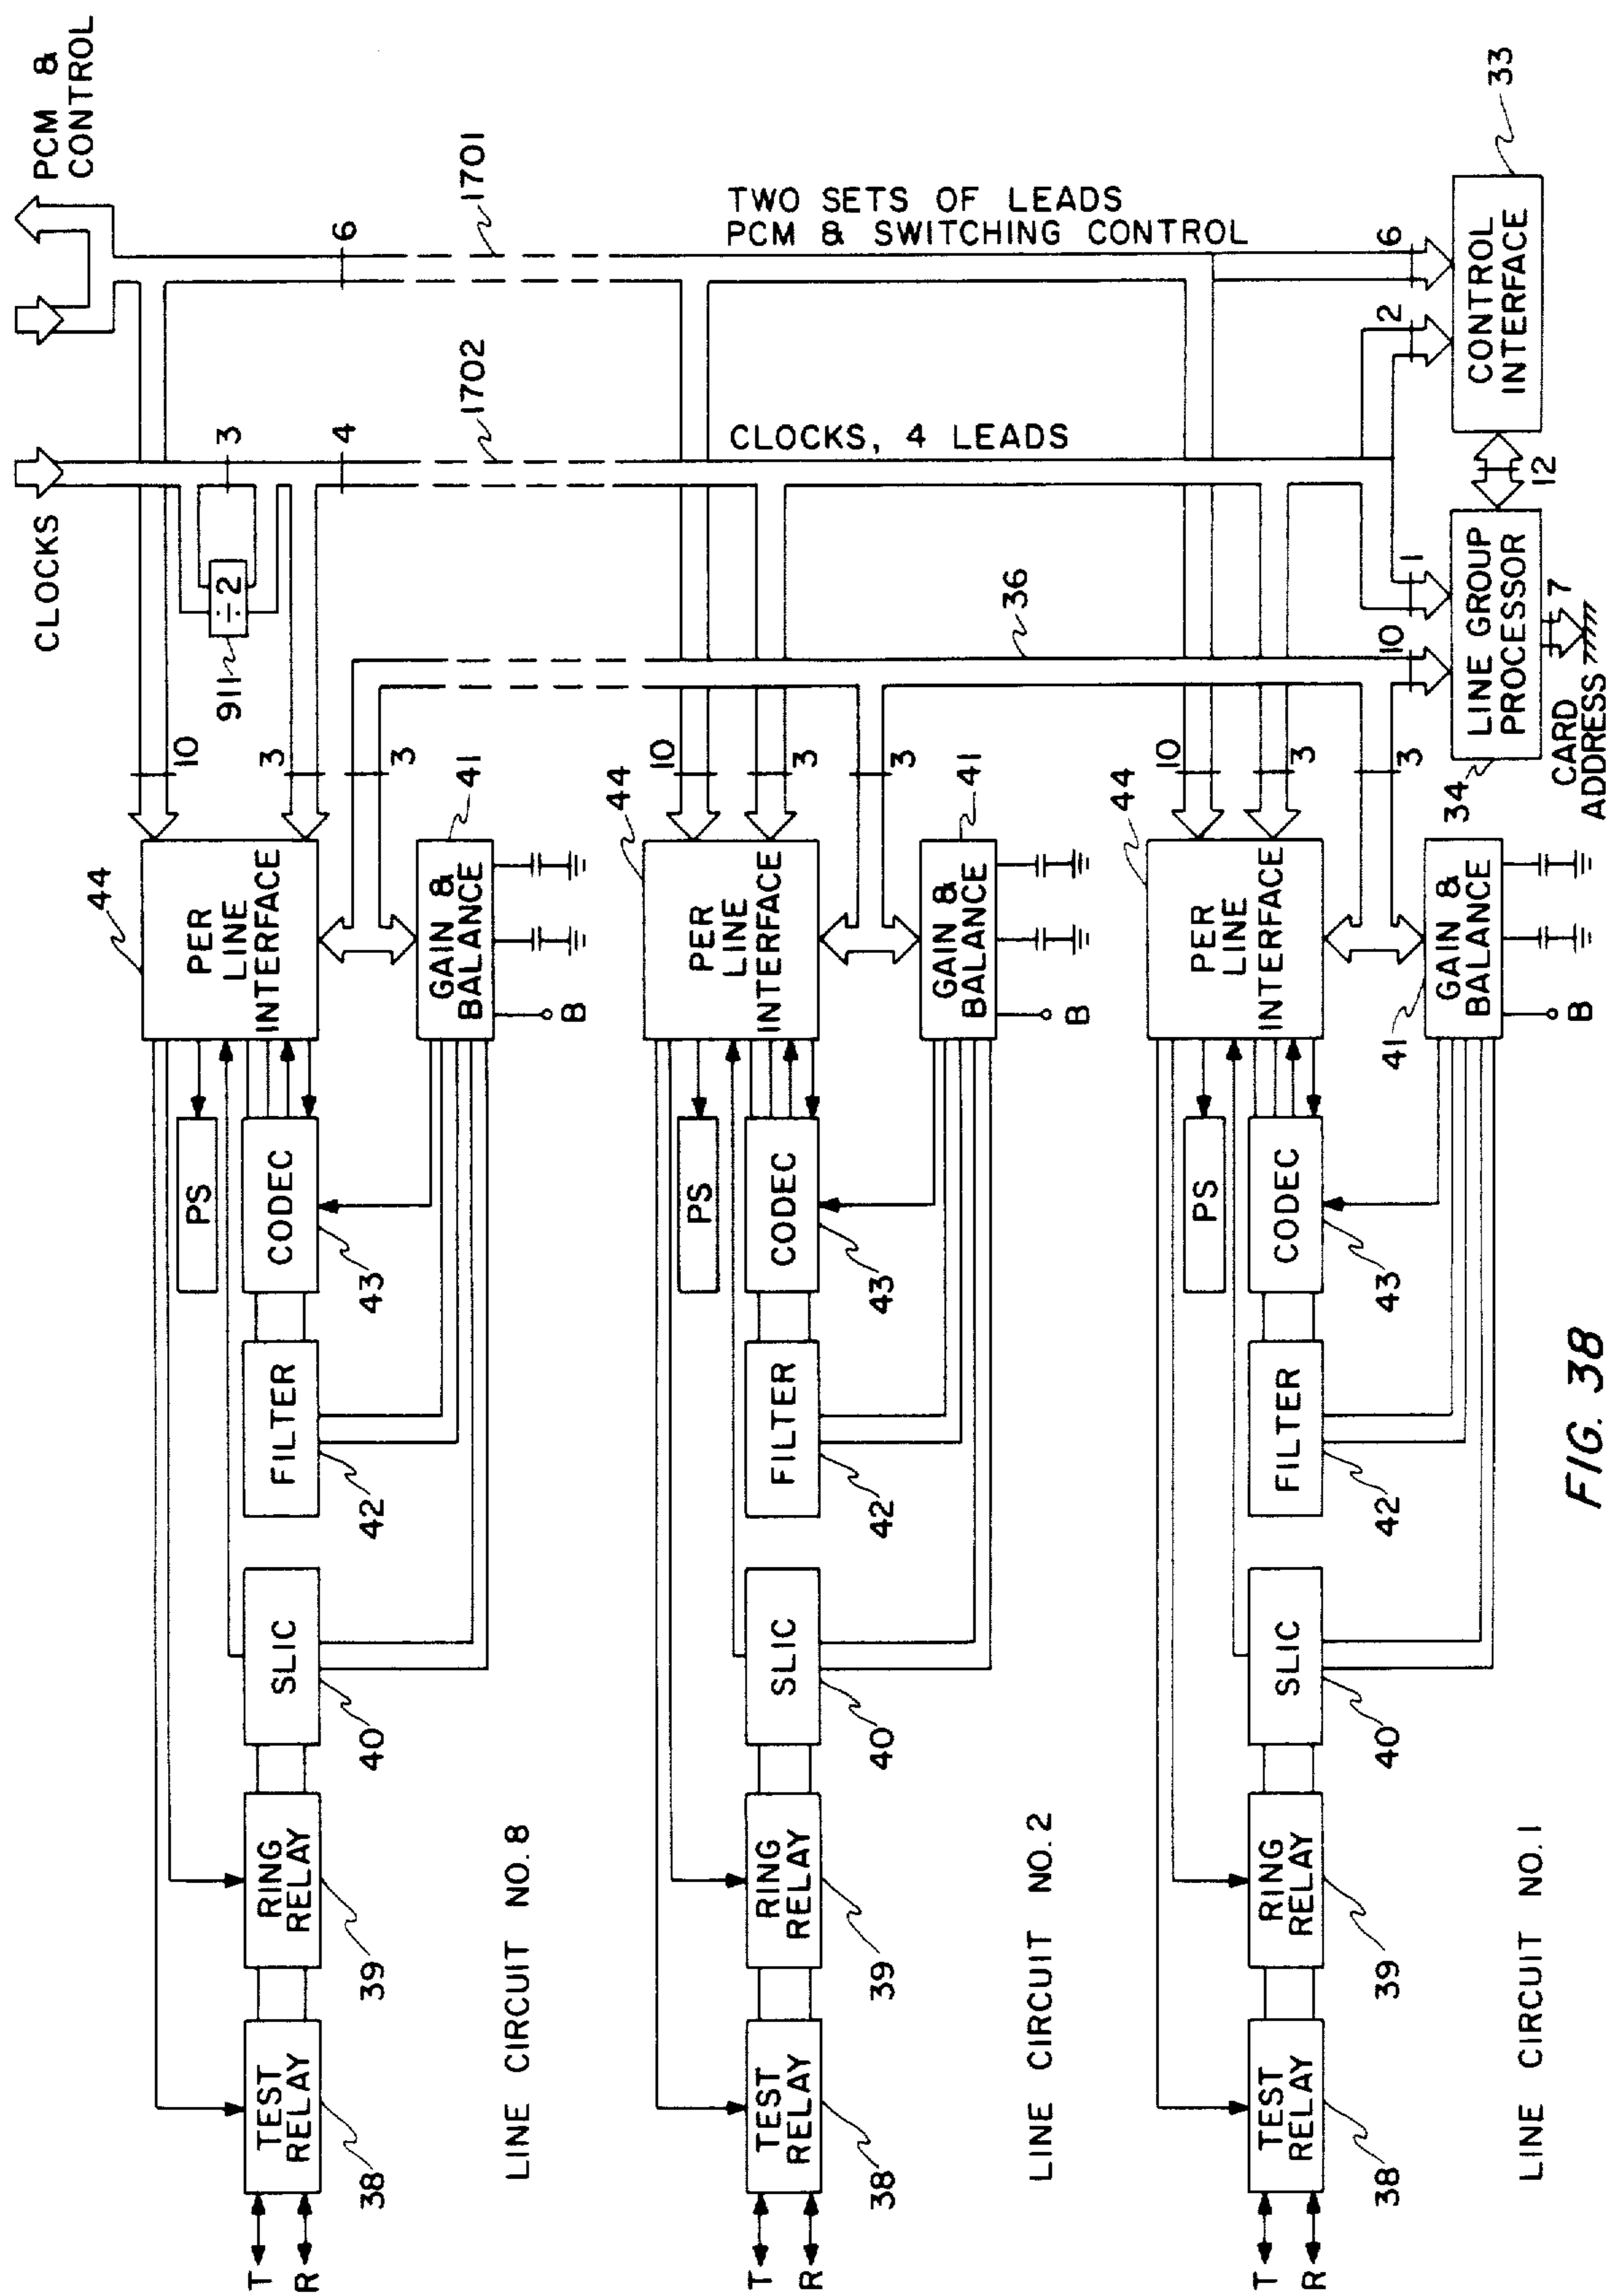 PCM &
CONTROL
CLOCKS
3
4
1702
6
1701
911
÷2
TWO SETS OF LEADS
PCM & SWITCHING CONTROL
CLOCKS, 4 LEADS
36
T
R
TEST
RELAY
38
RING
RELAY
39
SLIC
40
FILTER
42
CODEC
43
PS
PER
LINE
INTERFACE
44
10
3
3
GAIN &
BALANCE
41
B
LINE CIRCUIT NO. 8
T
R
TEST
RELAY
38
RING
RELAY
39
SLIC
40
FILTER
42
CODEC
43
PS
PER
LINE
INTERFACE
44
10
3
3
GAIN &
BALANCE
41
B
LINE CIRCUIT NO. 2
T
R
TEST
RELAY
38
RING
RELAY
39
SLIC
40
FILTER
42
CODEC
43
PS
PER
LINE
INTERFACE
44
10
3
3
GAIN &
BALANCE
41
B
LINE CIRCUIT NO. 1
10
1
2
6
LINE GROUP
PROCESSOR
34
12
CONTROL
INTERFACE
33
7
CARD
ADDRESS
FIG. 38